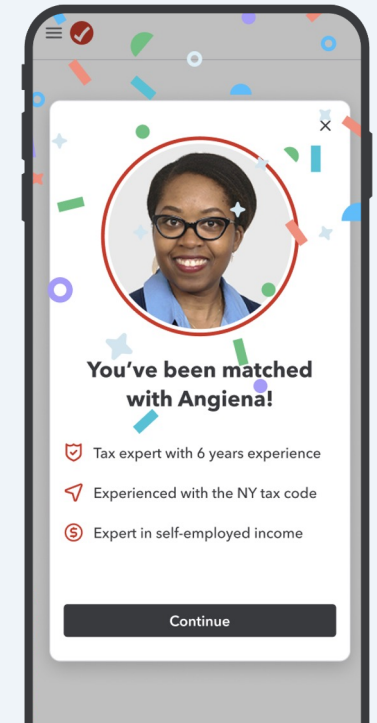 You've been matched
with Angiena!
Tax expert with 6 years experience
Experienced with the NY tax code
Expert in self-employed income
Continue